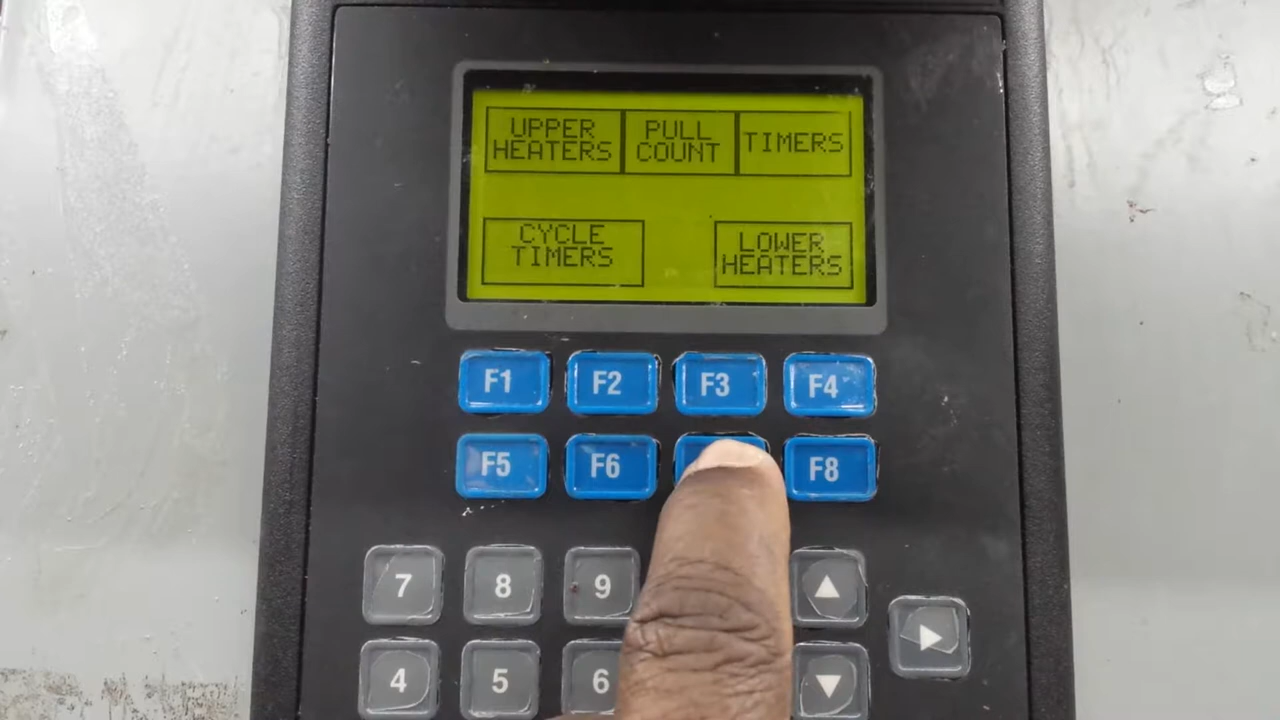 UPPER HEATERS
PULL COUNT
TIMERS
CYCLE TIMERS
LOWER HEATERS
F1 F2 F3 F4
F5 F6 F8
7 8 9
4 5 6